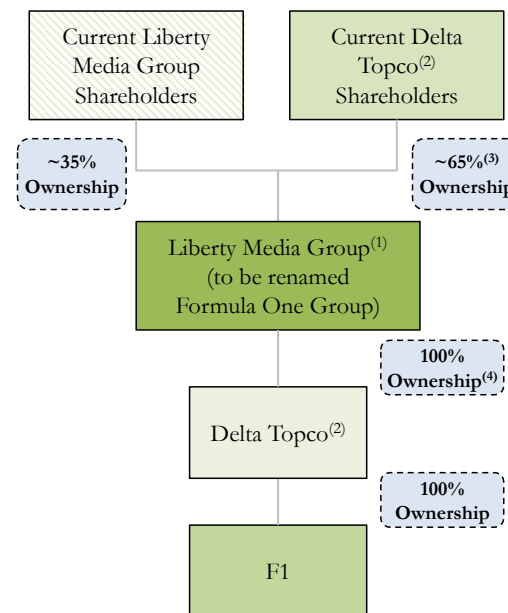 Current Liberty
Media Group
Shareholders
Current Delta
Topco(2)
Shareholders
~35%
Ownership
~65%(3)
Ownership
Liberty Media Group(1)
(to be renamed
Formula One Group)
100%
Ownership(4)
Delta Topco(2)
100%
Ownership
F1